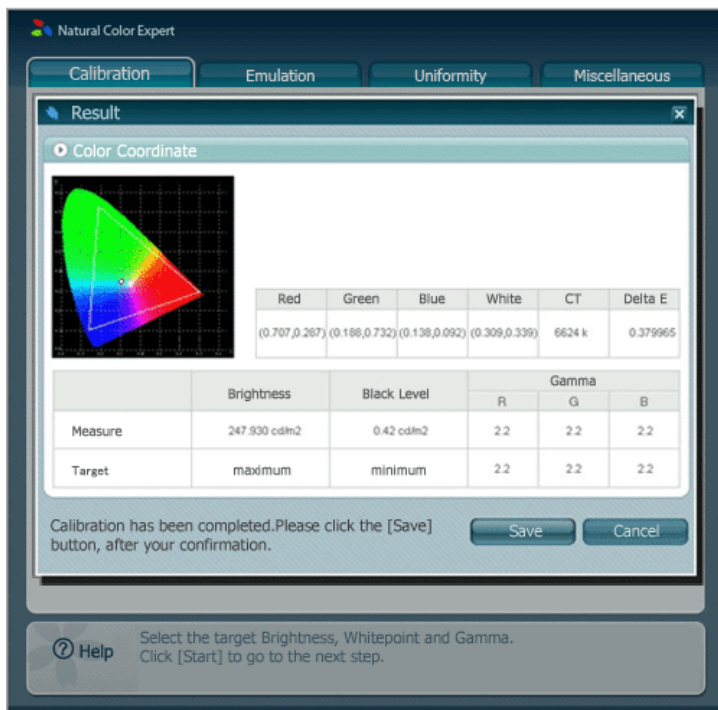 Natural Color Expert
Calibration Emulation Uniformity Miscellaneous
Result
Color Coordinate
Red Green Blue White CT Delta E
(0.707,0.287) (0.188,0.732) (0.138,0.092) (0.309,0.339) 6624 k 0.379965
Brightness Black Level Gamma
R G B
Measure 247.930 cd/m2 0.42 cd/m2 2.2 2.2 2.2
Target maximum minimum 2.2 2.2 2.2
Calibration has been completed.Please click the [Save]
button, after your confirmation.
Save Cancel
Help
Select the target Brightness, Whitepoint and Gamma.
Click [Start] to go to the next step.